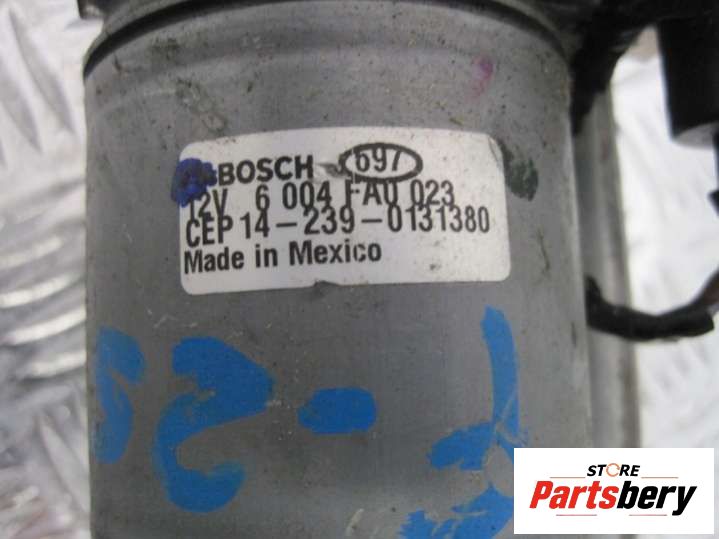 BOSCH 697
12V 6 004 FA0 023
CEP 14-239-0131380
Made in Mexico
STORE
Partsbery